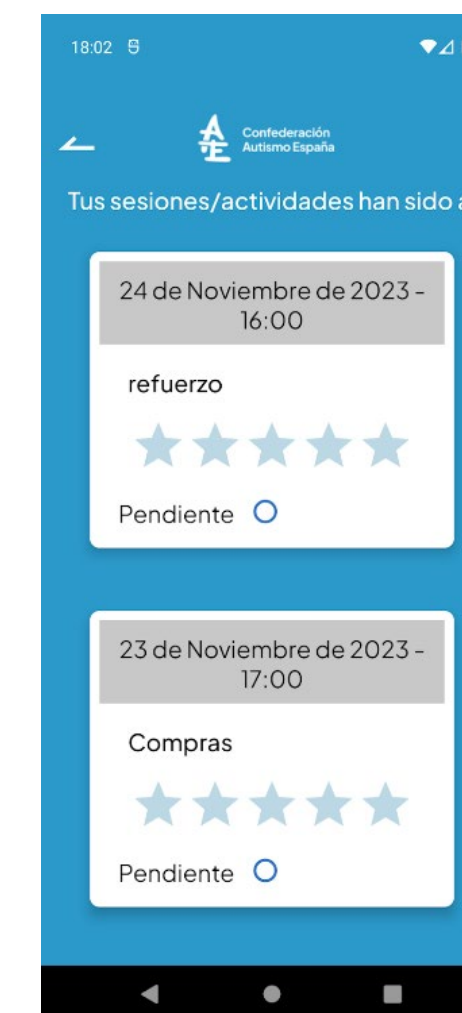 18:02
Confederación
Autismo España
Tus sesiones/actividades han sido a
24 de Noviembre de 2023 -
16:00
refuerzo
Pendiente
23 de Noviembre de 2023 -
17:00
Compras
Pendiente